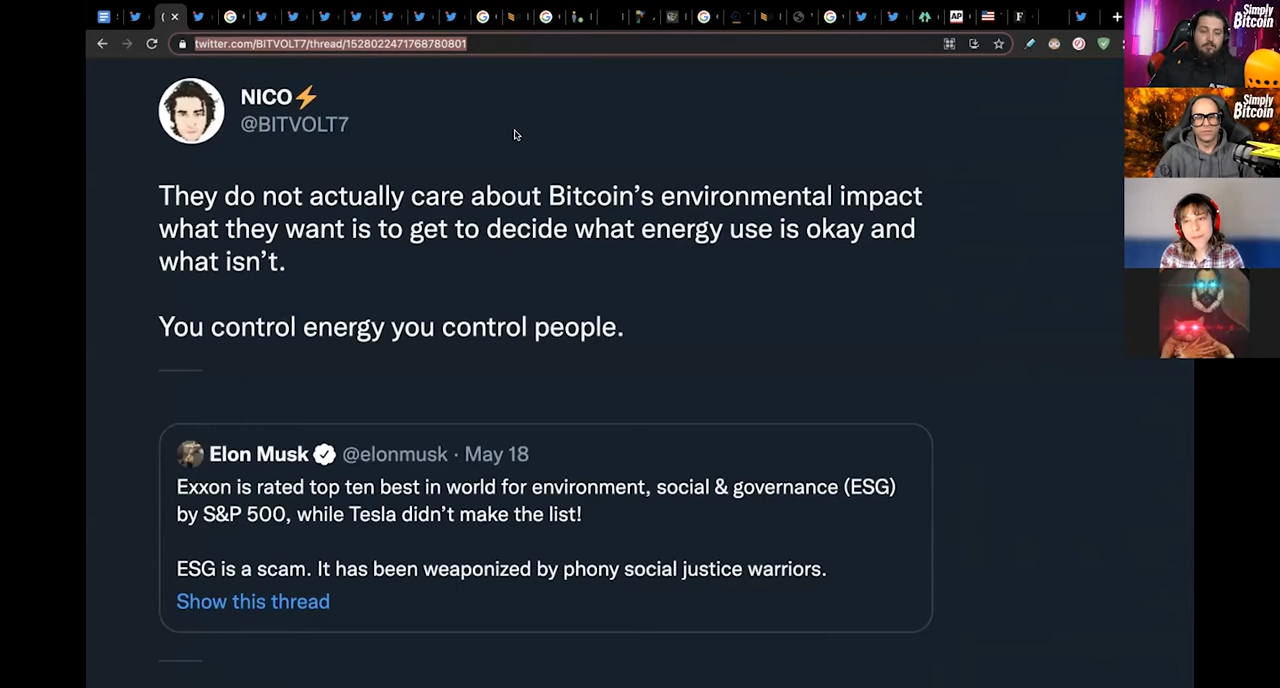 ( ×
AP
F
twitter.com/BITVOLT7/thread/1528022471768780801
Simply
Bitcoin
Simply
Bitcoin
NICO⚡
@BITVOLT7
They do not actually care about Bitcoin’s environmental impact
what they want is to get to decide what energy use is okay and
what isn’t.
You control energy you control people.
Elon Musk @elonmusk · May 18
Exxon is rated top ten best in world for environment, social & governance (ESG)
by S&P 500, while Tesla didn’t make the list!
ESG is a scam. It has been weaponized by phony social justice warriors.
Show this thread